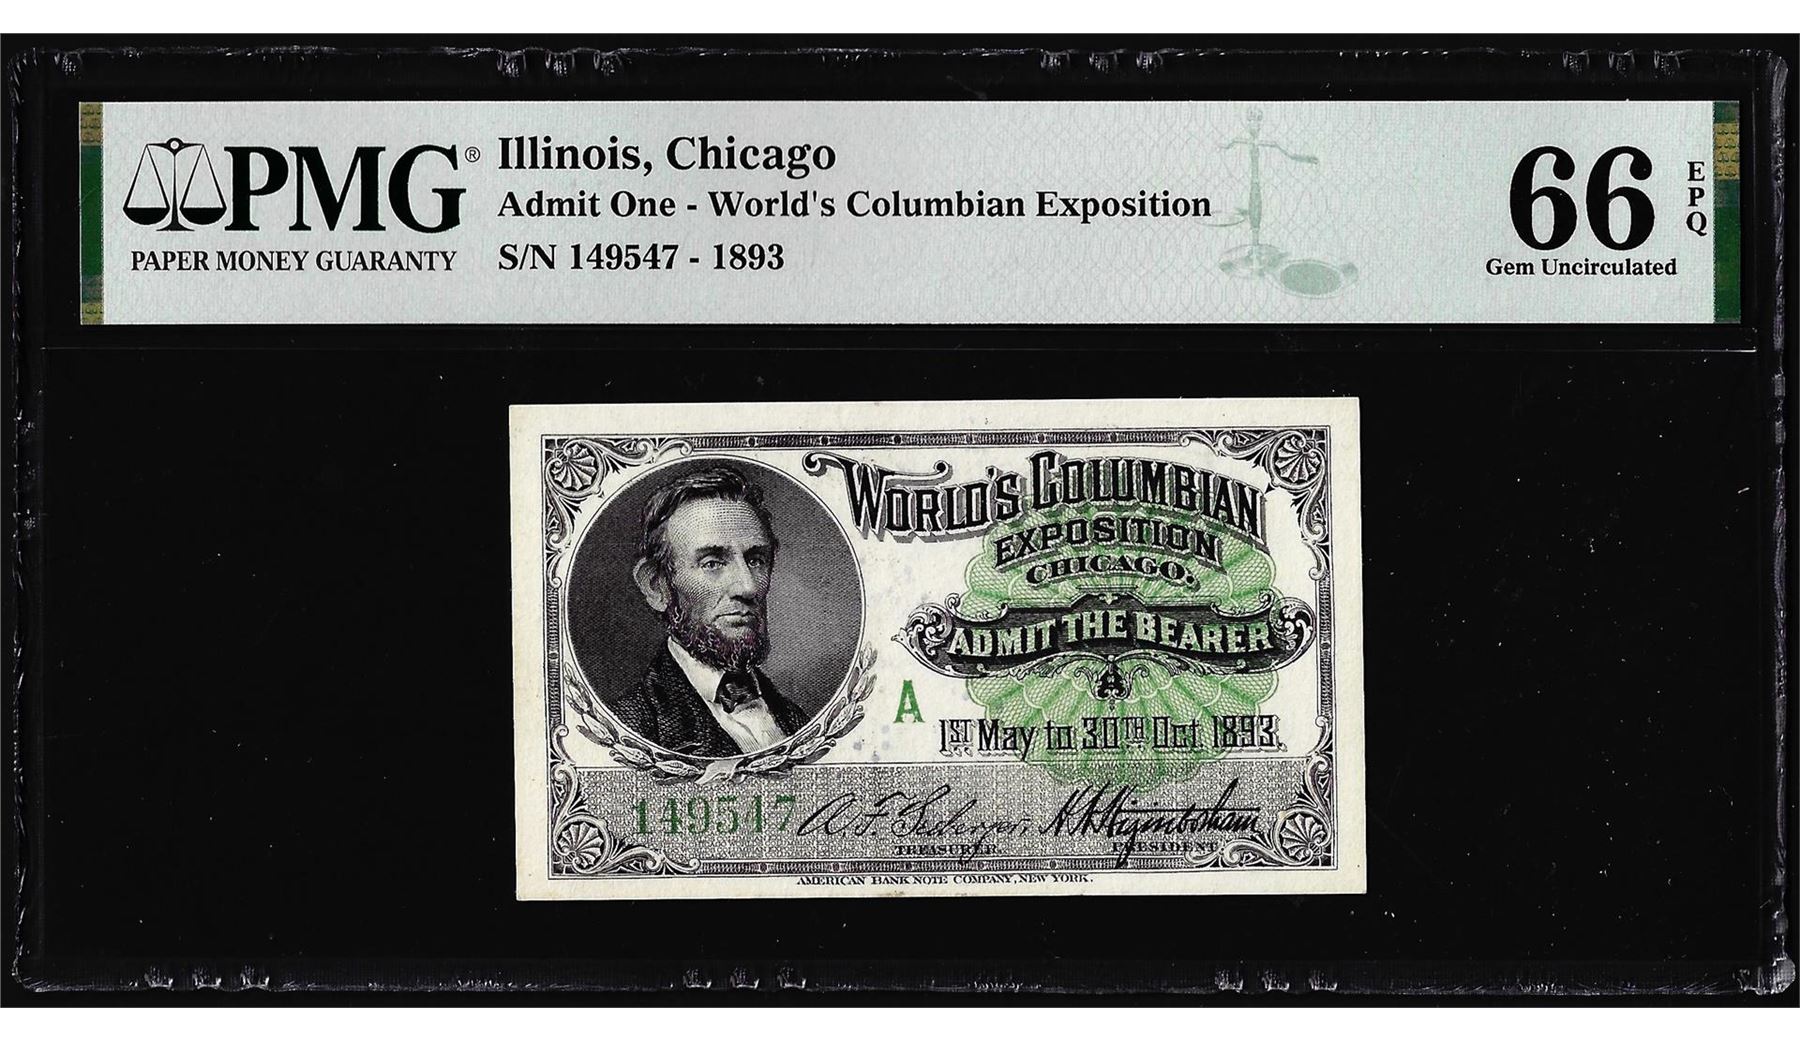 PMG®
PAPER MONEY GUARANTY
Illinois, Chicago
Admit One - World's Columbian Exposition
S/N 149547 - 1893
66 EPQ
Gem Uncirculated
WORLD'S COLUMBIAN
EXPOSITION
CHICAGO.
ADMIT THE BEARER
A
A
1ST May to 30TH Oct 1893.
149547
A. F. Seeberger,
TREASURER
H N Higinbotham
PRESIDENT
AMERICAN BANK NOTE COMPANY, NEW YORK.